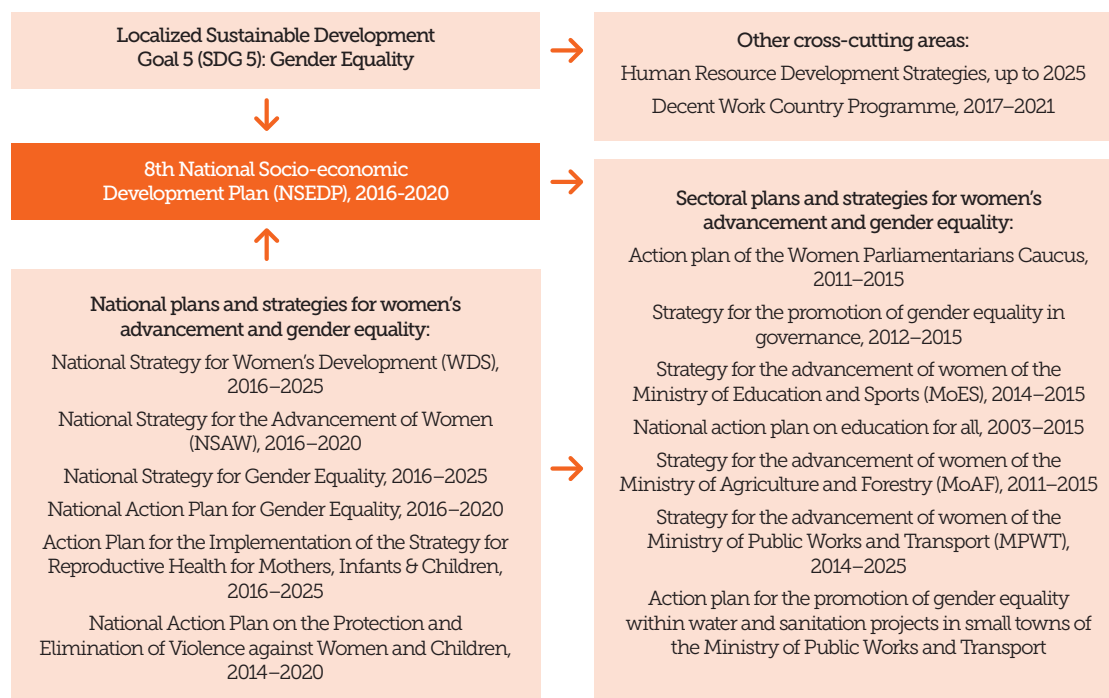 Localized Sustainable Development
Goal 5 (SDG 5): Gender Equality
8th National Socio-economic
Development Plan (NSEDP), 2016-2020
National plans and strategies for women’s
advancement and gender equality:
National Strategy for Women’s Development (WDS),
2016–2025
National Strategy for the Advancement of Women
(NSAW), 2016–2020
National Strategy for Gender Equality, 2016–2025
National Action Plan for Gender Equality, 2016–2020
Action Plan for the Implementation of the Strategy for
Reproductive Health for Mothers, Infants & Children,
2016–2025
National Action Plan on the Protection and
Elimination of Violence against Women and Children,
2014–2020
Other cross-cutting areas:
Human Resource Development Strategies, up to 2025
Decent Work Country Programme, 2017–2021
Sectoral plans and strategies for women’s
advancement and gender equality:
Action plan of the Women Parliamentarians Caucus,
2011–2015
Strategy for the promotion of gender equality in
governance, 2012–2015
Strategy for the advancement of women of the
Ministry of Education and Sports (MoES), 2014–2015
National action plan on education for all, 2003–2015
Strategy for the advancement of women of the
Ministry of Agriculture and Forestry (MoAF), 2011–2015
Strategy for the advancement of women of the
Ministry of Public Works and Transport (MPWT),
2014–2025
Action plan for the promotion of gender equality
within water and sanitation projects in small towns of
the Ministry of Public Works and Transport